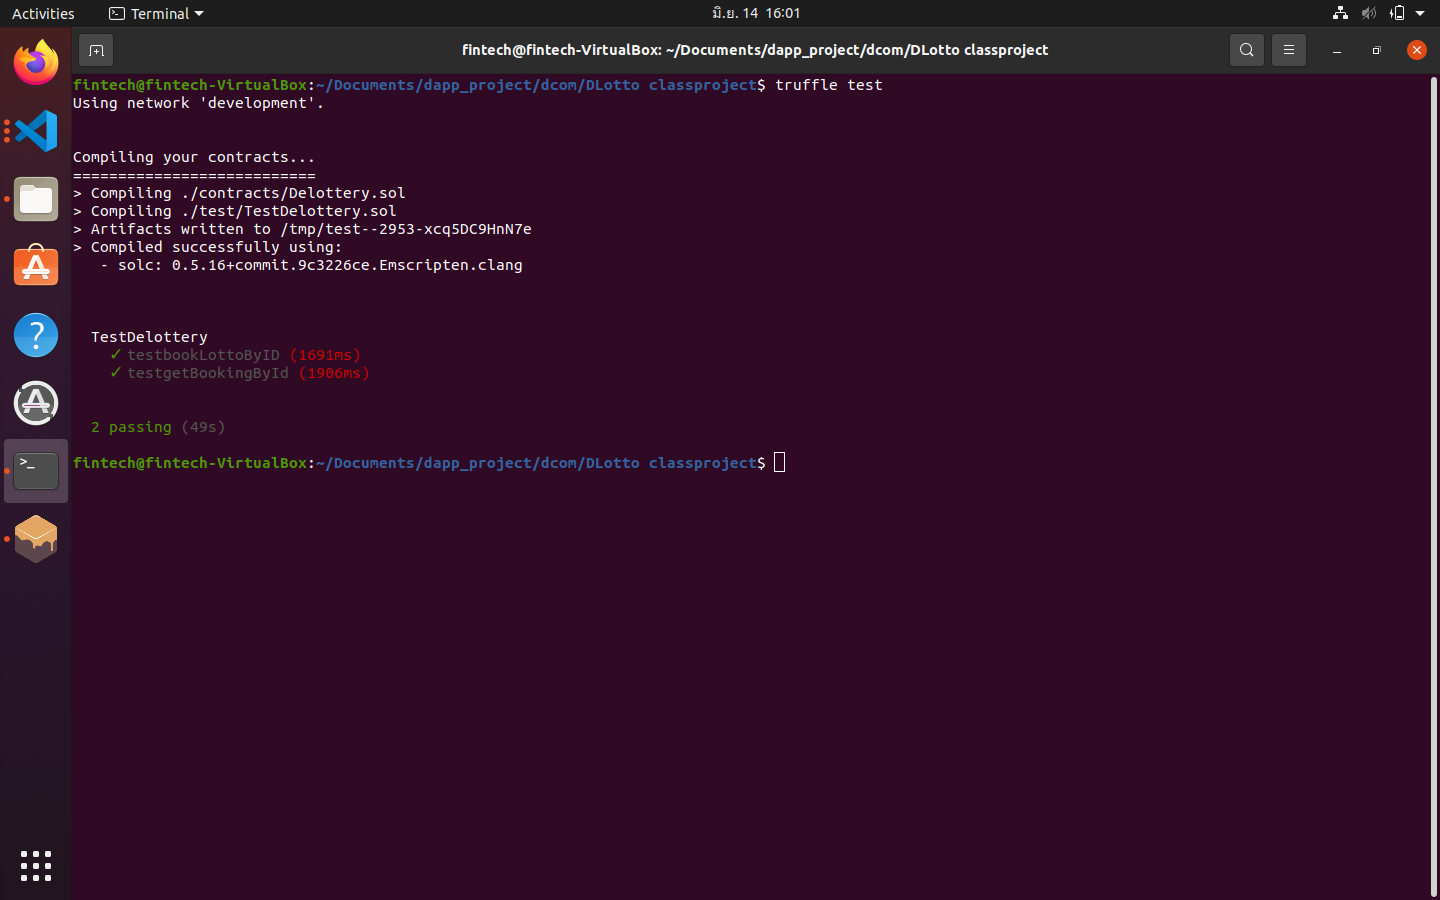 Activities
Terminal
มิ.ย. 14 16:01
fintech@fintech-VirtualBox: ~/Documents/dapp_project/dcom/DLotto classproject
fintech@fintech-VirtualBox:~/Documents/dapp_project/dcom/DLotto classproject$ truffle test
Using network 'development'.
Compiling your contracts...
===========================
> Compiling ./contracts/Delottery.sol
> Compiling ./test/TestDelottery.sol
> Artifacts written to /tmp/test--2953-xcq5DC9HnN7e
> Compiled successfully using:
- solc: 0.5.16+commit.9c3226ce.Emscripten.clang
TestDelottery
✓ testbookLottoByID (1691ms)
✓ testgetBookingById (1906ms)
2 passing (49s)
fintech@fintech-VirtualBox:~/Documents/dapp_project/dcom/DLotto classproject$